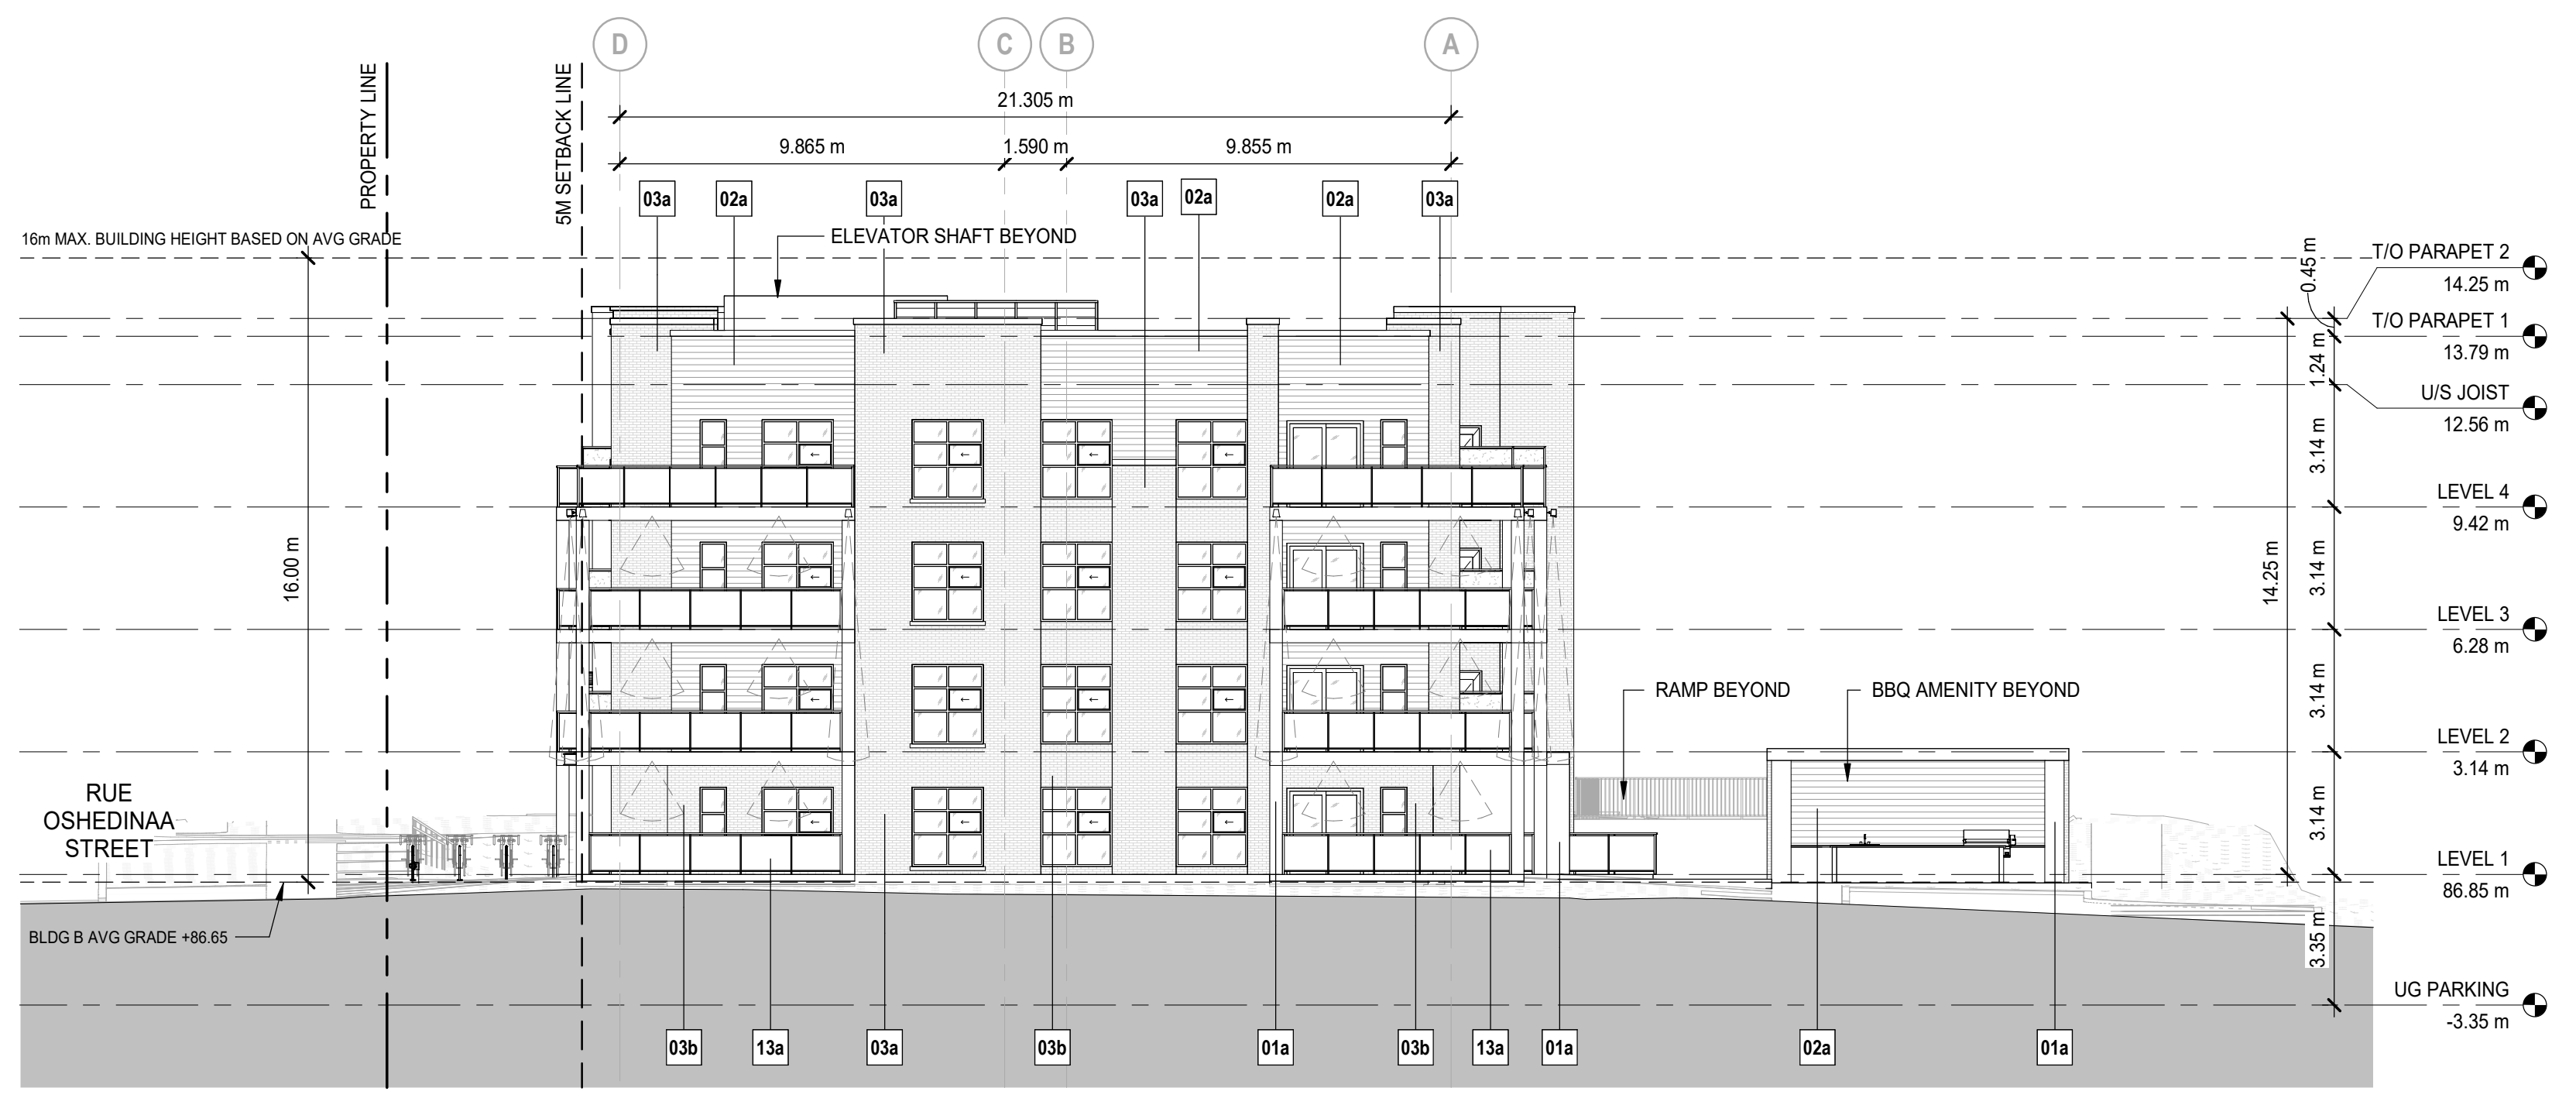 D
C
B
A
PROPERTY LINE
5M SETBACK LINE
21.305 m
9.865 m
1.590 m
9.855 m
03a
02a
03a
03a
02a
02a
03a
ELEVATOR SHAFT BEYOND
16m MAX. BUILDING HEIGHT BASED ON AVG GRADE
16.00 m
T/O PARAPET 2
14.25 m
0.45 m
T/O PARAPET 1
13.79 m
1.24 m
U/S JOIST
12.56 m
3.14 m
LEVEL 4
9.42 m
14.25 m
3.14 m
LEVEL 3
6.28 m
3.14 m
RAMP BEYOND
BBQ AMENITY BEYOND
LEVEL 2
3.14 m
3.14 m
RUE
OSHEDINAA
STREET
LEVEL 1
86.85 m
BLDG B AVG GRADE +86.65
3.35 m
UG PARKING
-3.35 m
03b
13a
03a
03b
01a
03b
13a
01a
02a
01a